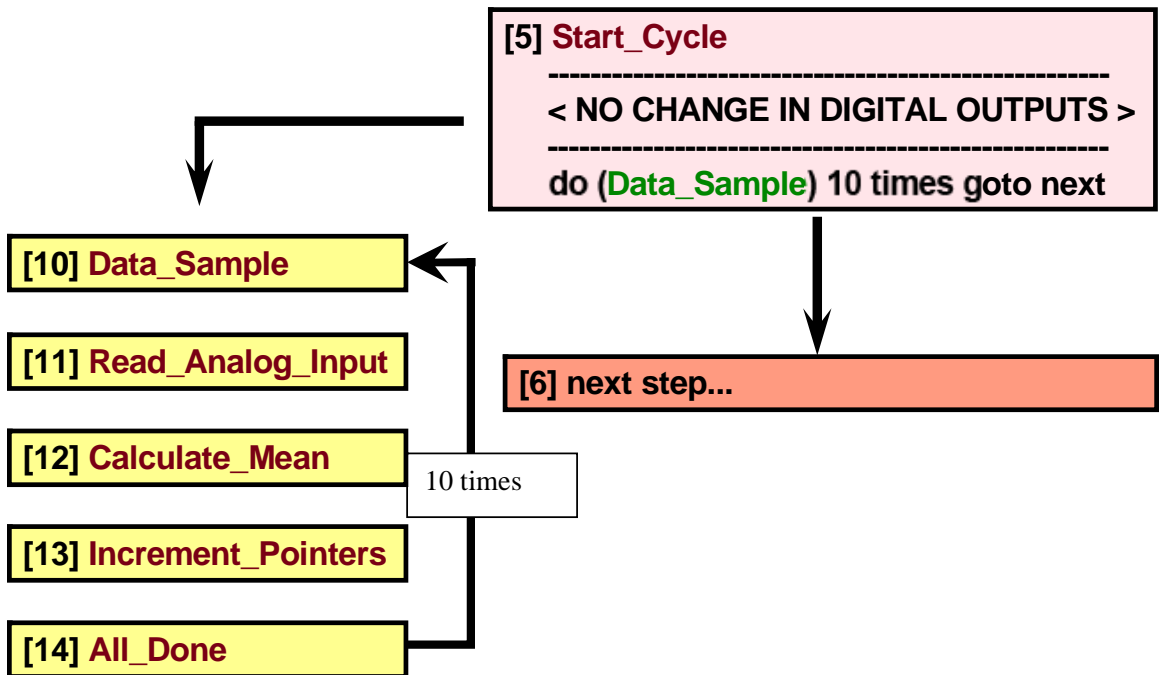 [5] Start_Cycle
-----------------------------------------------------
< NO CHANGE IN DIGITAL OUTPUTS >
-----------------------------------------------------
do (Data_Sample) 10 times goto next
[10] Data_Sample
[11] Read_Analog_Input
[6] next step...
[12] Calculate_Mean
10 times
[13] Increment_Pointers
[14] All_Done